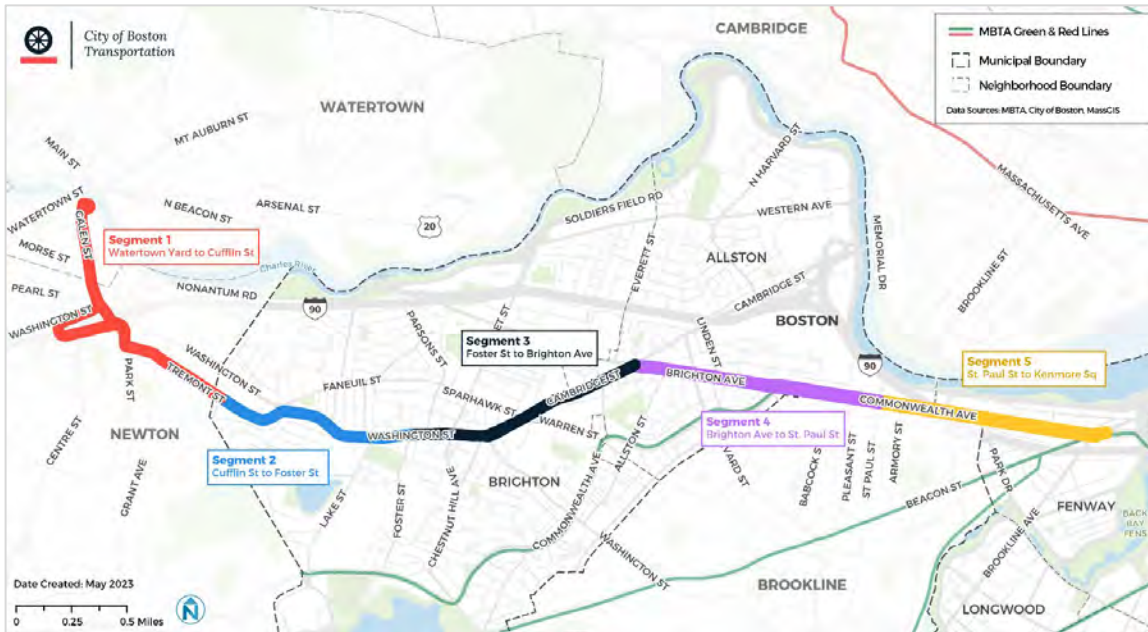 City of Boston
Transportation
CAMBRIDGE
MBTA Green & Red Lines
Municipal Boundary
Neighborhood Boundary
Data Sources: MBTA, City of Boston, MassGIS
WATERTOWN
MT AUBURN ST
MAIN ST
WATERTOWN ST
GALEN ST
N BEACON ST
ARSENAL ST
20
SOLDIERS FIELD RD
N HARVARD ST
WESTERN AVE
MASSACHUSETTS AVE
MEMORIAL DR
Segment 1
Watertown Yard to Cufflin St
MORSE ST
Charles River
EVERETT ST
ALLSTON
BROOKLINE ST
PEARL ST
NONANTUM RD
90
CAMBRIDGE ST
WASHINGTON ST
BOSTON
PARSONS ST
ET ST
Segment 3
Foster St to Brighton Ave
LINDEN ST
90
Segment 5
St. Paul St to Kenmore Sq
PARK ST
TREMONT ST
WASHINGTON ST
FANEUIL ST
CAMBRIDGE ST
BRIGHTON AVE
SPARHAWK ST
COMMONWEALTH AVE
WARREN ST
WASHINGTON ST
Segment 4
Brighton Ave to St. Paul St
CENTRE ST
NEWTON
Segment 2
Cufflin St to Foster St
GRANT AVE
LAKE ST
FOSTER ST
CHESTNUT HILL AVE
BRIGHTON
COMMONWEALTH AVE
ALLSTON ST
VARD ST
BABCOCK S
PLEASANT ST
ST PAUL ST
ARMORY ST
BEACON ST
PARK DR
FENWAY
BACK
BAY
FENS
BROOKLINE AVE
WASHINGTON ST
BROOKLINE
LONGWOOD
Date Created: May 2023
0 0.25 0.5 Miles
N